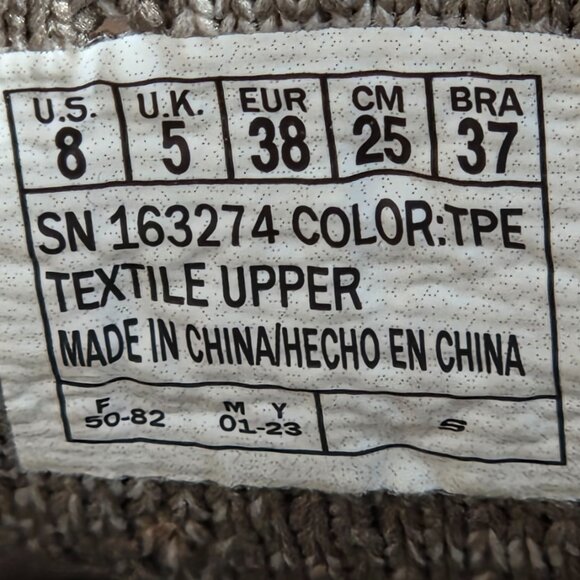 U.S. U.K. EUR CM BRA
8 5 38 25 37
SN 163274 COLOR:TPE
TEXTILE UPPER
MADE IN CHINA/HECHO EN CHINA
F M Y
50-82 01-23 S